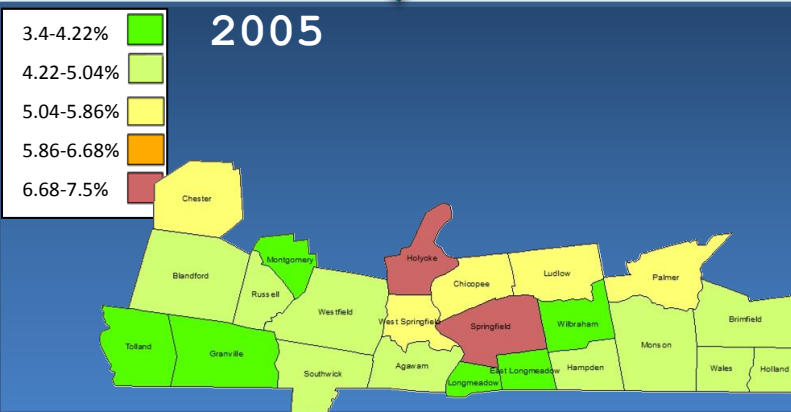 2005
3.4-4.22%
4.22-5.04%
5.04-5.86%
5.86-6.68%
6.68-7.5%
Chester
Montgomery
Holyoke
Blandford
Russell
Chicopee
Ludlow
Palmer
Westfield
West Springfield
Springfield
Wilbraham
Brimfield
Tolland
Granville
Monson
Southwick
Agawam
Longmeadow
East Longmeadow
Hampden
Wales
Holland